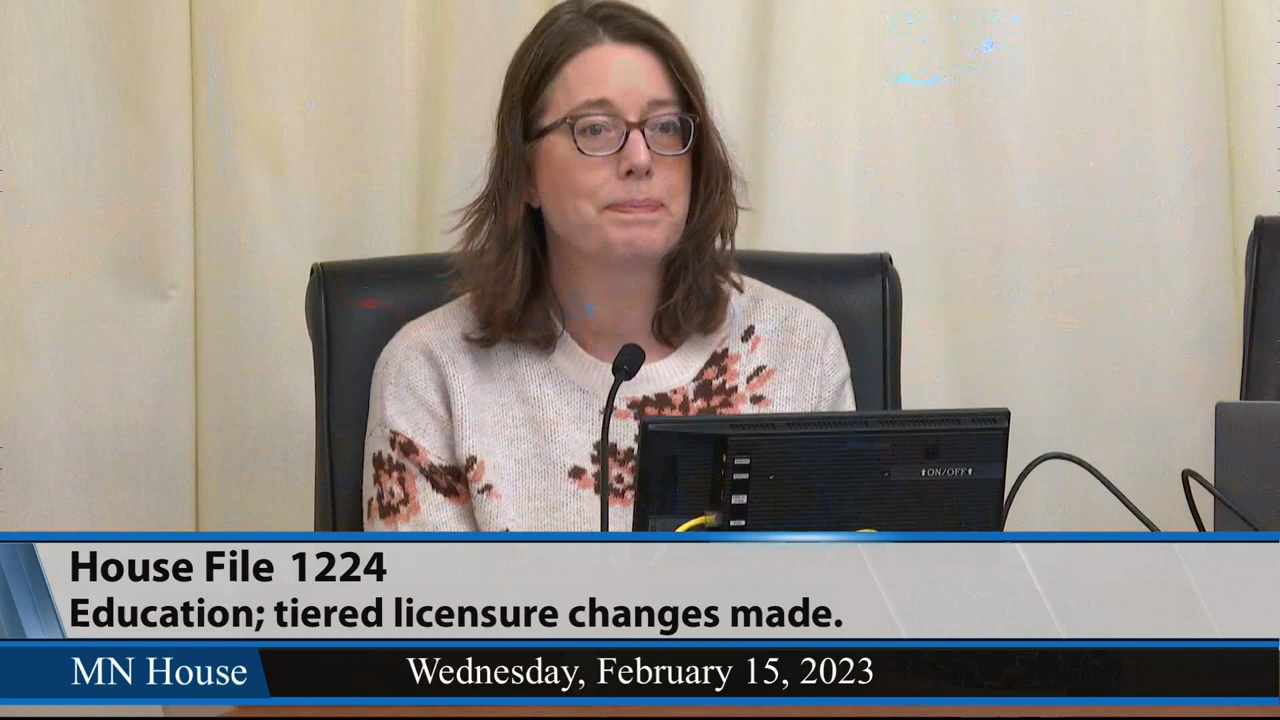 ⬆ON/OFF⬆
House File 1224
Education; tiered licensure changes made.
MN House
Wednesday, February 15, 2023